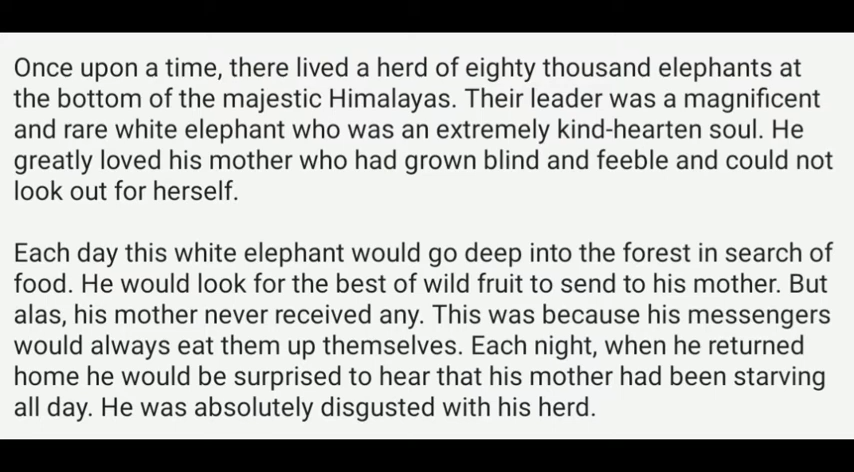 Once upon a time, there lived a herd of eighty thousand elephants at
the bottom of the majestic Himalayas. Their leader was a magnificent
and rare white elephant who was an extremely kind-hearten soul. He
greatly loved his mother who had grown blind and feeble and could not
look out for herself.
Each day this white elephant would go deep into the forest in search of
food. He would look for the best of wild fruit to send to his mother. But
alas, his mother never received any. This was because his messengers
would always eat them up themselves. Each night, when he returned
home he would be surprised to hear that his mother had been starving
all day. He was absolutely disgusted with his herd.